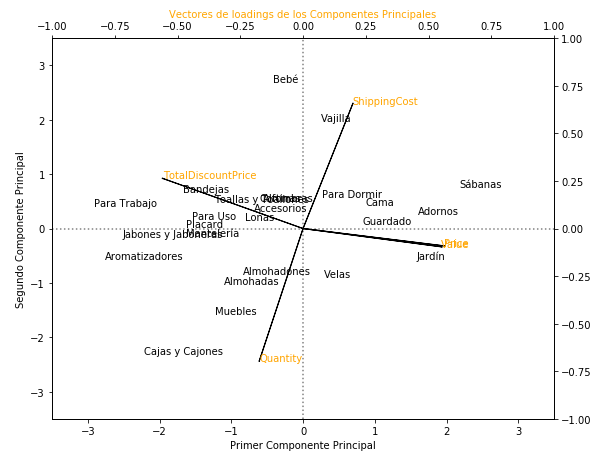 Vectores de loadings de los Componentes Principales
−1.00 −0.75 −0.50 −0.25 0.00 0.25 0.50 0.75 1.00
1.00
3
Bebé
0.75
ShippingCost
2
Vajilla
0.50
1
TotalDiscountPrice
Sábanas
0.25
Bandejas
Para Dormir
Toallas y Toallones
Para Trabajo
Cama
Accesorios
Adornos
Para Uso
Lonas
Guardado
Placard
0
0.00
Jabones y Jaboneras
Mantelería
Price
Value
Aromatizadores
Jardín
−0.25
Almohadones
Velas
−1
Almohadas
Muebles
−0.50
−2
Cajas y Cajones
Quantity
−0.75
−3
−1.00
−3 −2 −1 0 1 2 3
Primer Componente Principal
Segundo Componente Principal